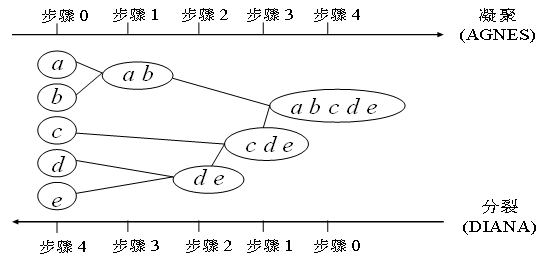 步骤 0 步骤 1 步骤 2 步骤 3 步骤 4
凝聚
(AGNES)
a
a b
b
a b c d e
c
c d e
d
d e
e
分裂
(DIANA)
步骤 4 步骤 3 步骤 2 步骤 1 步骤 0